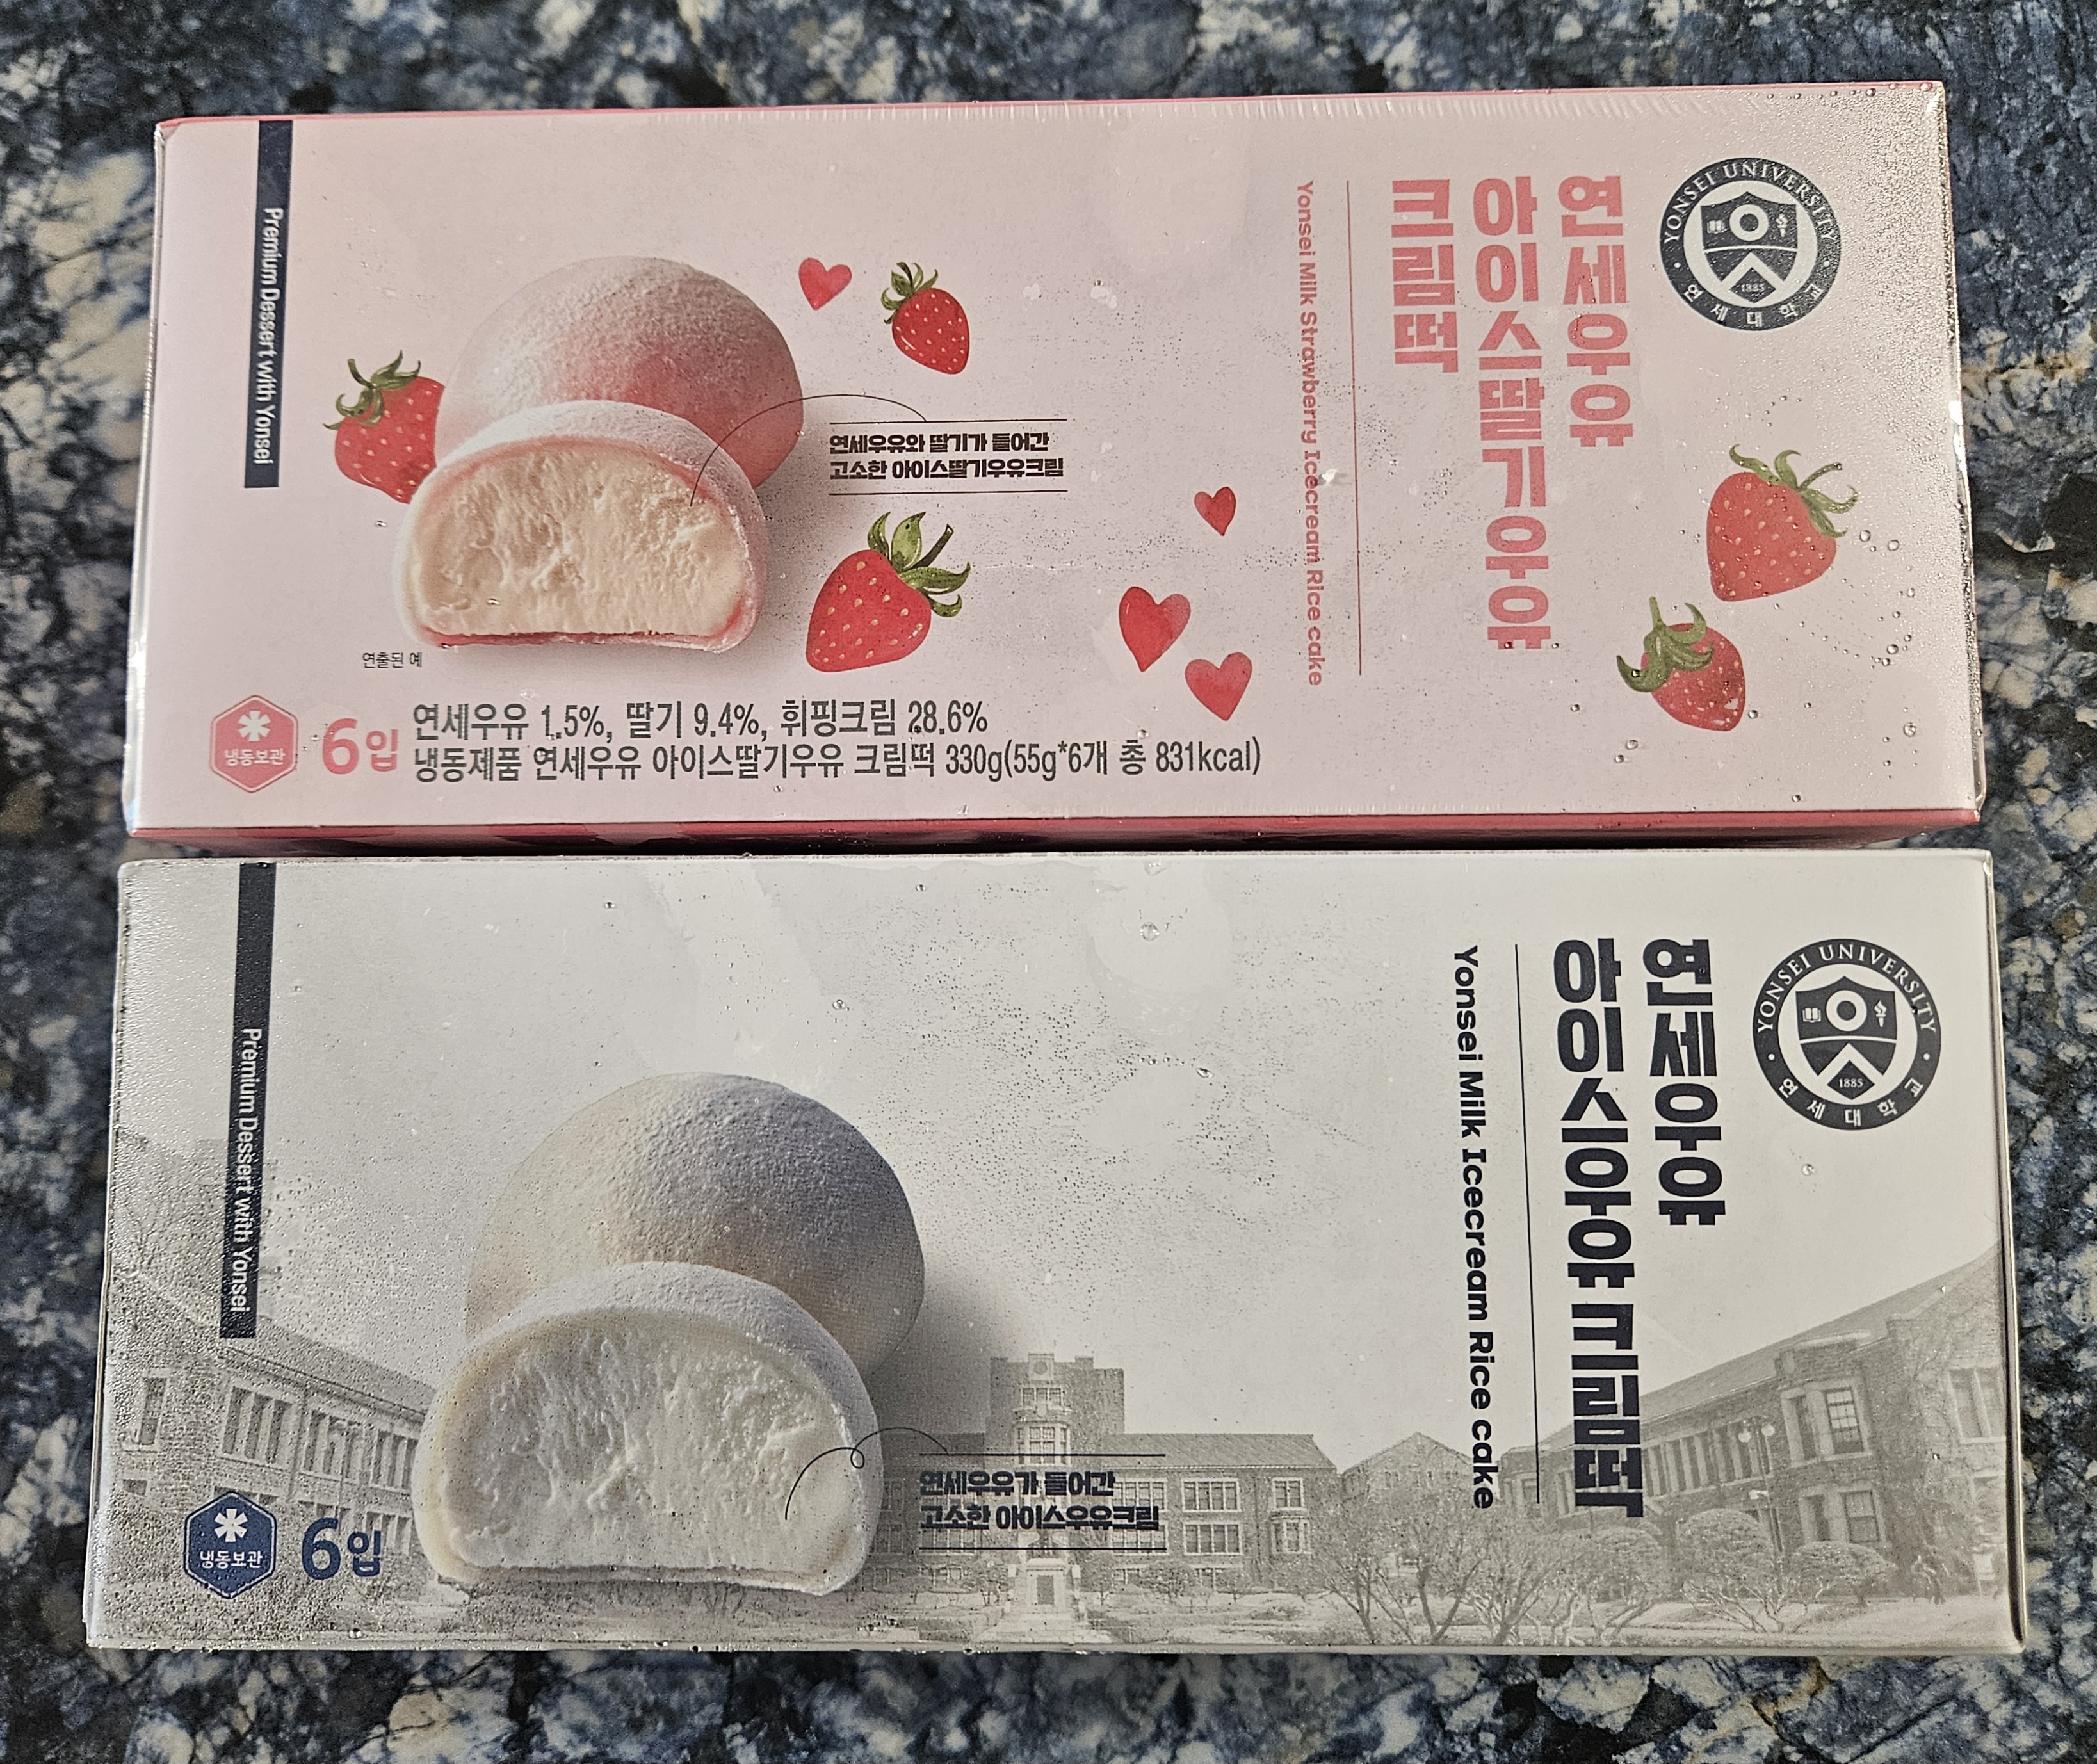 Premium Dessert with Yonsei
연세우유와 딸기가 들어간
고소한 아이스딸기우유크림
연출된 예
냉동보관
6입
연세우유 1.5%, 딸기 9.4%, 휘핑크림 28.6%
냉동제품 연세우유 아이스딸기우유 크림떡 330g(55g*6개 총 831kcal)
YONSEI UNIVERSITY
1885
연세대학교
연세우유
아이스딸기우유
크림떡
Yonsei Milk Strawberry Icecream Rice cake
Premium Dessert with Yonsei
연세우유가 들어간
고소한 아이스우유크림
냉동보관
6입
YONSEI UNIVERSITY
1885
연세대학교
연세우유
아이스우유 크림떡
Yonsei Milk Icecream Rice cake